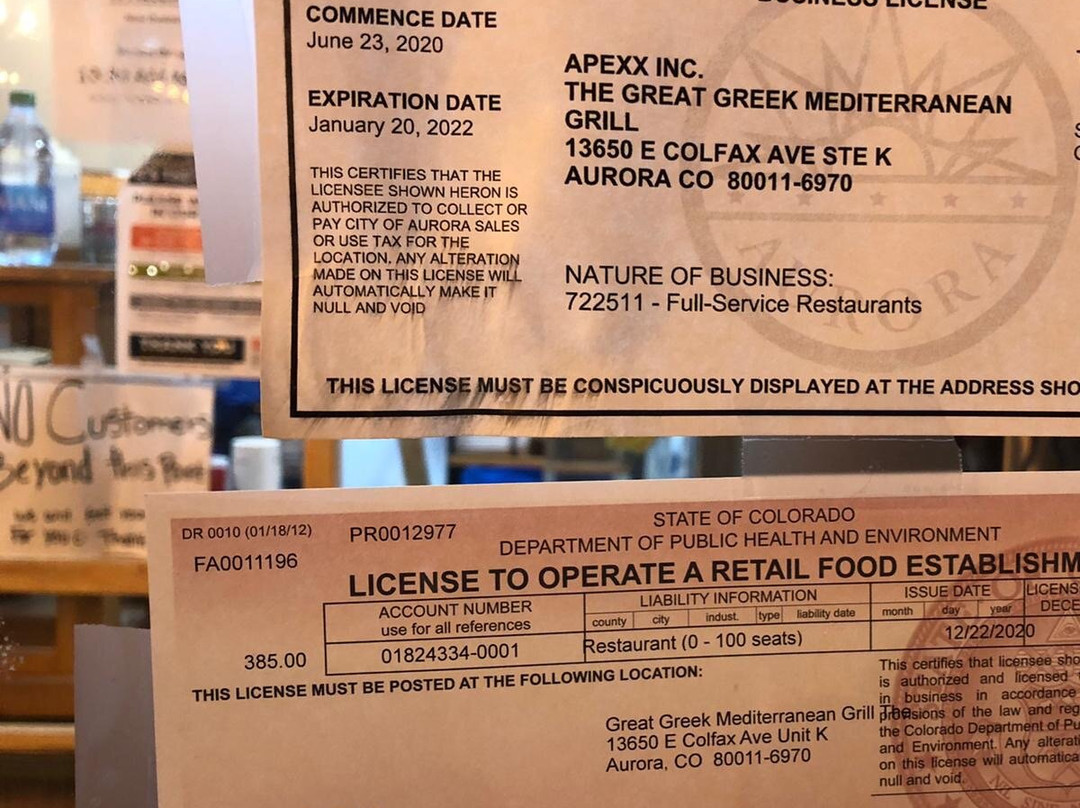 BUSINESS LICENSE
COMMENCE DATE
June 23, 2020
EXPIRATION DATE
January 20, 2022
THIS CERTIFIES THAT THE
LICENSEE SHOWN HERON IS
AUTHORIZED TO COLLECT OR
PAY CITY OF AURORA SALES
OR USE TAX FOR THE
LOCATION. ANY ALTERATION
MADE ON THIS LICENSE WILL
AUTOMATICALLY MAKE IT
NULL AND VOID
APEXX INC.
THE GREAT GREEK MEDITERRANEAN
GRILL
13650 E COLFAX AVE STE K
AURORA CO 80011-6970
NATURE OF BUSINESS:
722511 - Full-Service Restaurants
AURORA
THIS LICENSE MUST BE CONSPICUOUSLY DISPLAYED AT THE ADDRESS SHO
THANK YOU
NO Customers
Beyond this Point
DR 0010 (01/18/12)
PR0012977
FA0011196
STATE OF COLORADO
DEPARTMENT OF PUBLIC HEALTH AND ENVIRONMENT
LICENSE TO OPERATE A RETAIL FOOD ESTABLISHM
ACCOUNT NUMBER
use for all references
LIABILITY INFORMATION
county city indust. type liability date
ISSUE DATE
month day year
LICENS
DECE
385.00
01824334-0001
Restaurant (0 - 100 seats)
12/22/2020
THIS LICENSE MUST BE POSTED AT THE FOLLOWING LOCATION:
Great Greek Mediterranean Grill The
13650 E Colfax Ave Unit K
Aurora, CO 80011-6970
This certifies that licensee sho
is authorized and licensed
in business in accordance
provisions of the law and reg
the Colorado Department of Pu
and Environment. Any alterati
on this license will automatica
null and void.